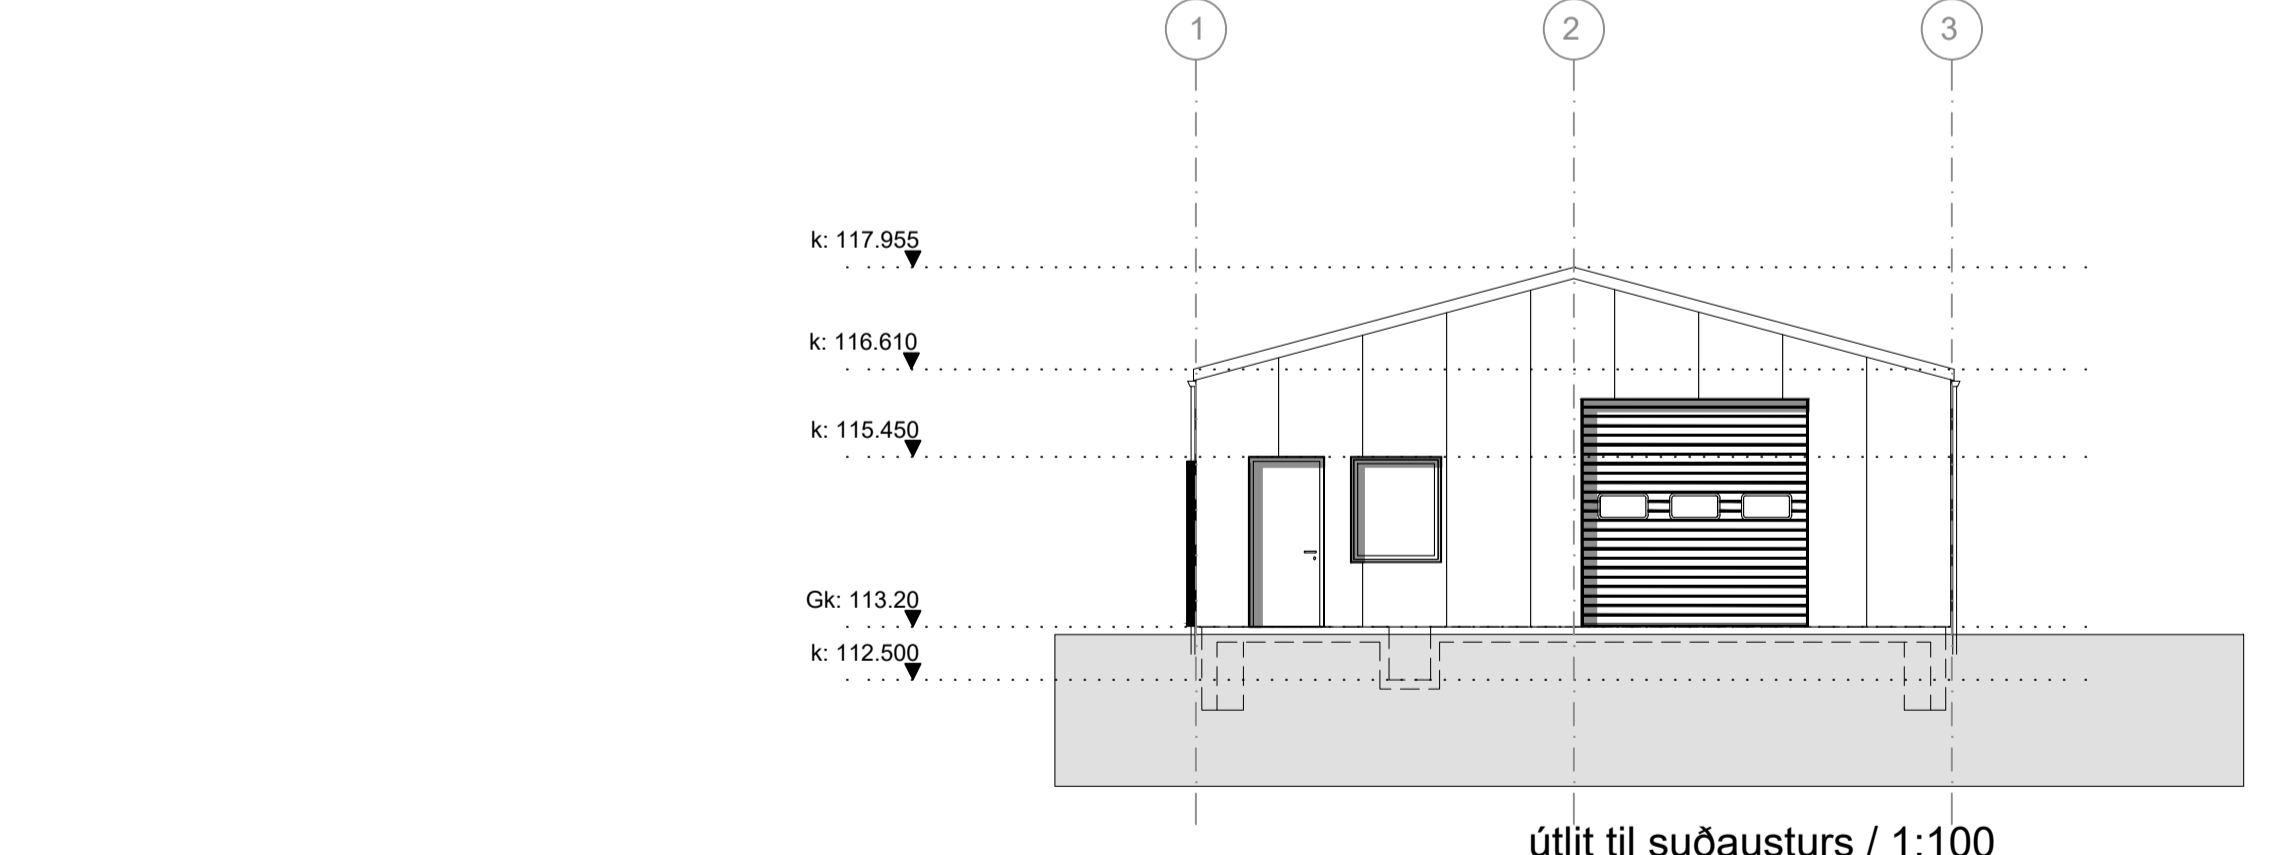 1 2 3
k: 117.955
k: 116.610
k: 115.450
Gk: 113.20
k: 112.500
útlit til suðausturs / 1:100